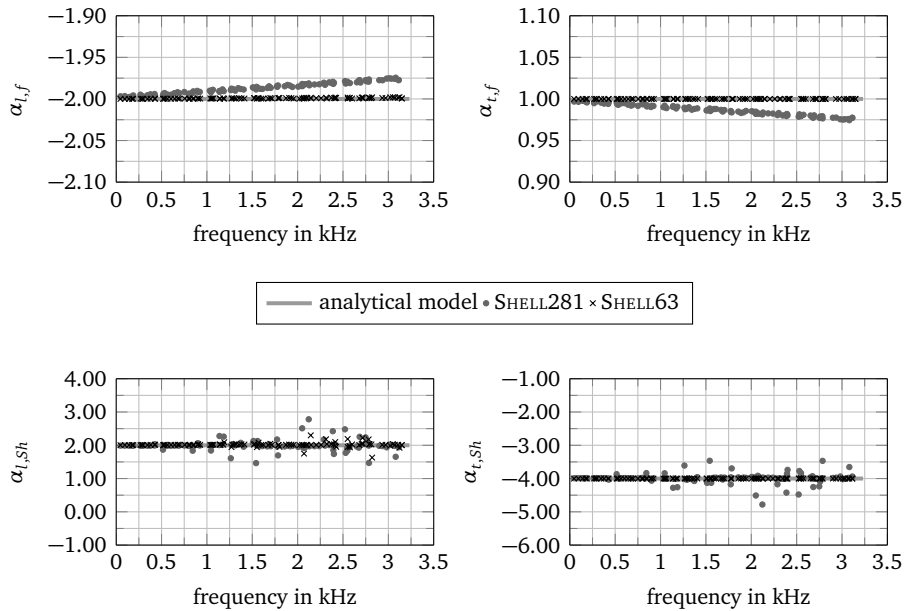 −1.90
−1.95
−2.00
−2.05
−2.10
α_{l,f}
0 0.5 1 1.5 2 2.5 3 3.5
frequency in kHz
1.10
1.05
1.00
0.95
0.90
α_{t,f}
0 0.5 1 1.5 2 2.5 3 3.5
frequency in kHz
analytical model SHELL281 SHELL63
4.00
3.00
2.00
1.00
0.00
−1.00
α_{l,Sh}
0 0.5 1 1.5 2 2.5 3 3.5
frequency in kHz
−1.00
−2.00
−3.00
−4.00
−5.00
−6.00
α_{t,Sh}
0 0.5 1 1.5 2 2.5 3 3.5
frequency in kHz